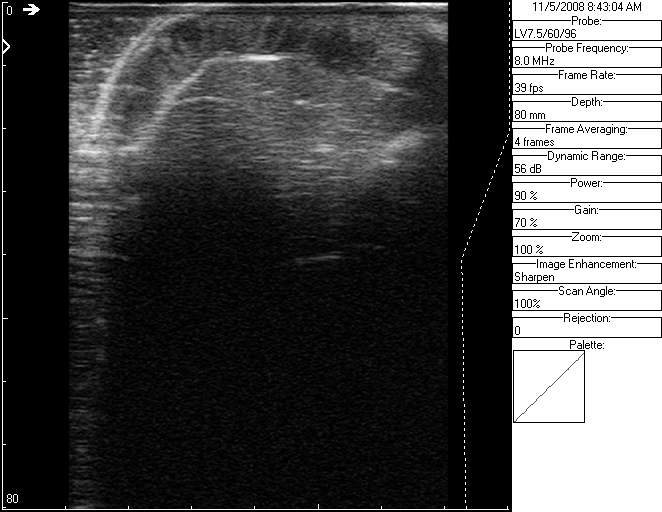 0
80
11/5/2008 8:43:04 AM
Probe:
LV7.5/60/96
Probe Frequency:
8.0 MHz
Frame Rate:
39 fps
Depth:
80 mm
Frame Averaging:
4 frames
Dynamic Range:
56 dB
Power:
90 %
Gain:
70 %
Zoom:
100 %
Image Enhancement:
Sharpen
Scan Angle:
100%
Rejection:
0
Palette: